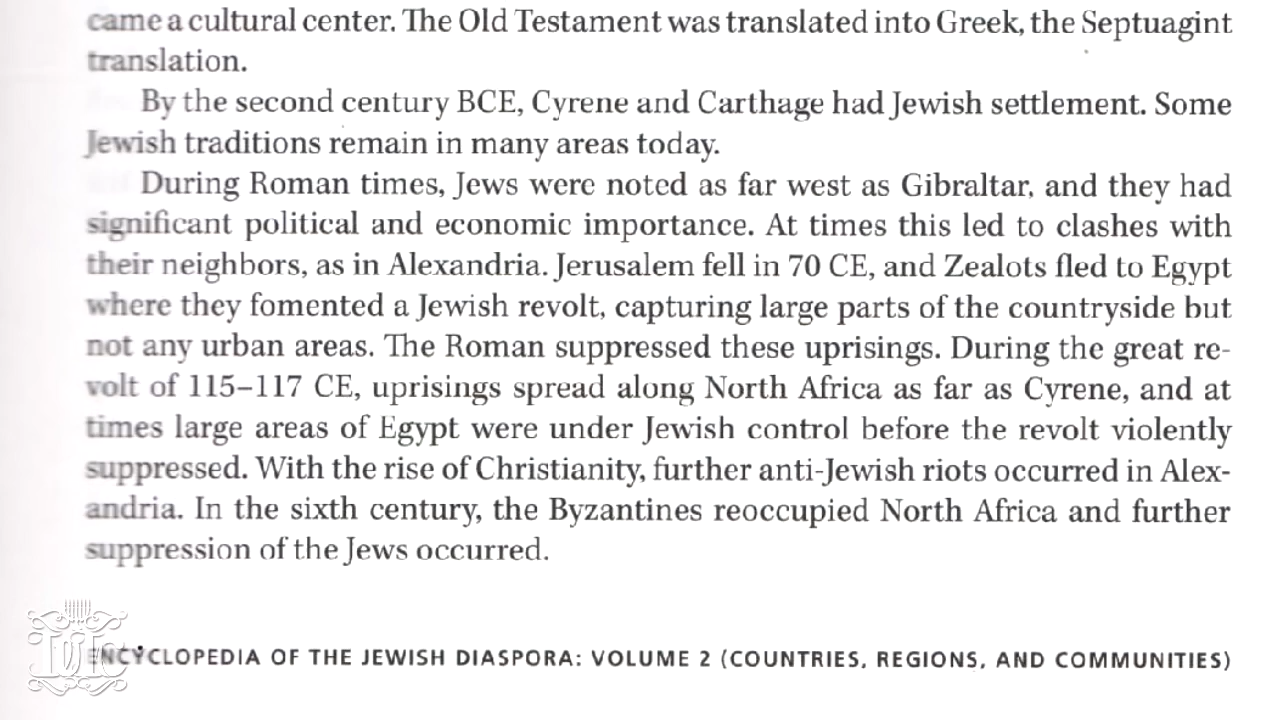 came a cultural center. The Old Testament was translated into Greek, the Septuagint
translation.
By the second century BCE, Cyrene and Carthage had Jewish settlement. Some
Jewish traditions remain in many areas today.
During Roman times, Jews were noted as far west as Gibraltar, and they had
significant political and economic importance. At times this led to clashes with
their neighbors, as in Alexandria. Jerusalem fell in 70 CE, and Zealots fled to Egypt
where they fomented a Jewish revolt, capturing large parts of the countryside but
not any urban areas. The Roman suppressed these uprisings. During the great re-
volt of 115–117 CE, uprisings spread along North Africa as far as Cyrene, and at
times large areas of Egypt were under Jewish control before the revolt violently
suppressed. With the rise of Christianity, further anti-Jewish riots occurred in Alex-
andria. In the sixth century, the Byzantines reoccupied North Africa and further
suppression of the Jews occurred.
IUIC
ENCYCLOPEDIA OF THE JEWISH DIASPORA: VOLUME 2 (COUNTRIES, REGIONS, AND COMMUNITIES)